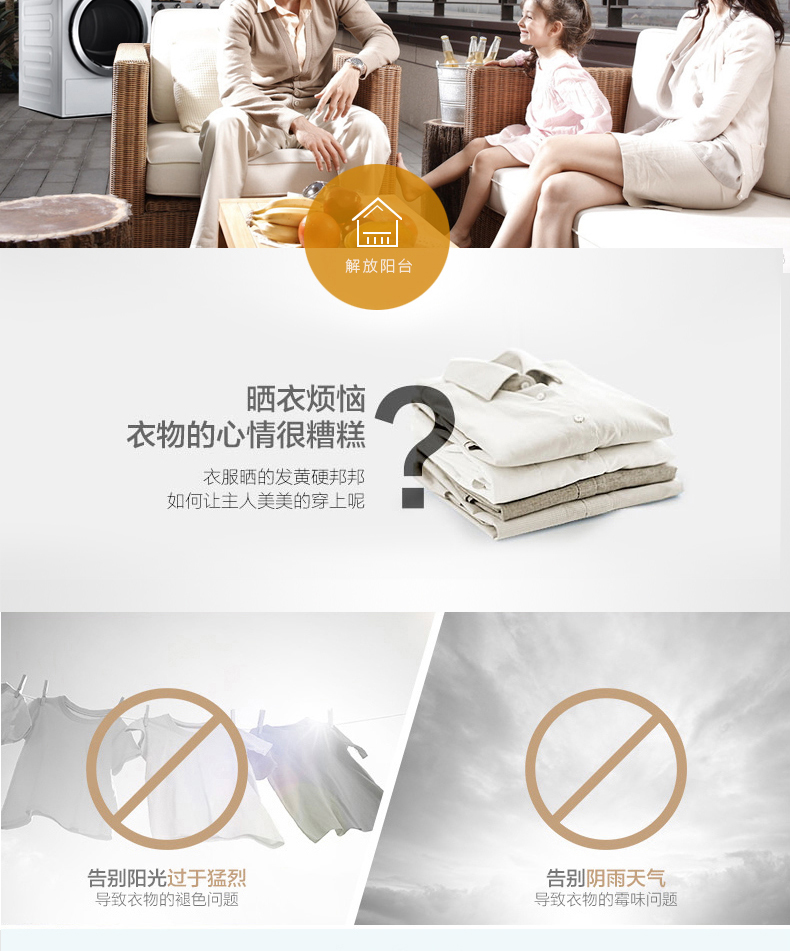 解放阳台
晒衣烦恼
衣物的心情很糟糕
?
衣服晒的发黄硬邦邦
如何让主人美美的穿上呢
告别阳光过于猛烈
导致衣物的褪色问题
告别阴雨天气
导致衣物的霉味问题